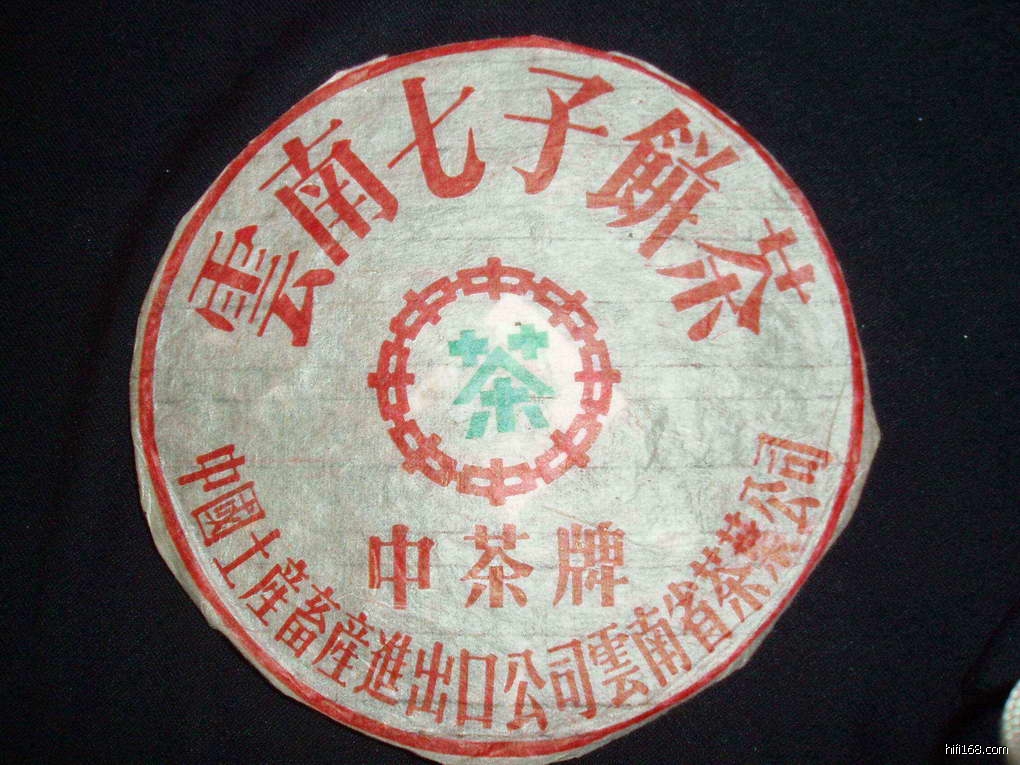 雲南七子餅茶
茶
中茶牌
中國土産畜産進出口公司雲南省茶葉公司
hifi168.com